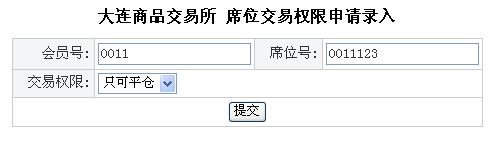 大连商品交易所 席位交易权限申请录入
会员号: 0011 席位号: 0011123
交易权限: 只可平仓
提交